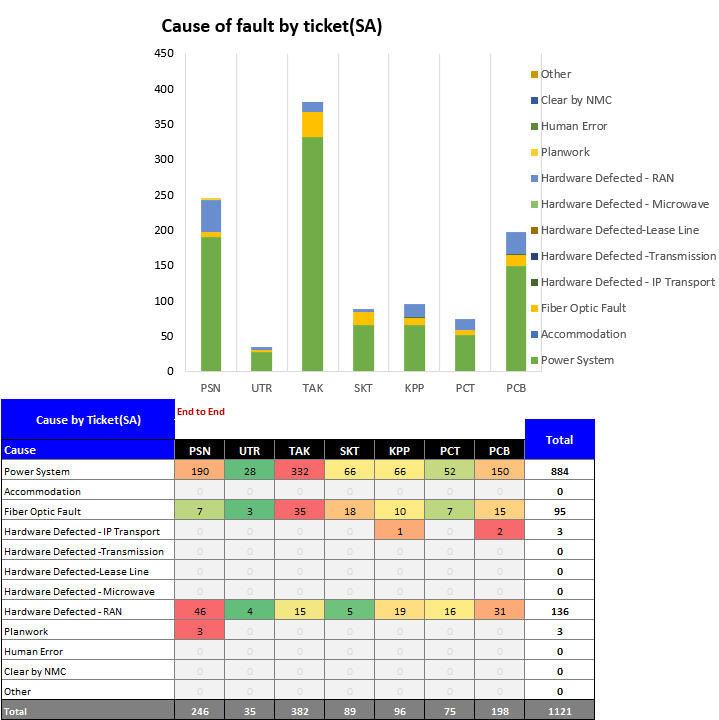 Cause of fault by ticket(SA)
450
400
350
300
250
200
150
100
50
0
PSN UTR TAK SKT KPP PCT PCB
Other
Clear by NMC
Human Error
Planwork
Hardware Defected - RAN
Hardware Defected - Microwave
Hardware Defected-Lease Line
Hardware Defected -Transmission
Hardware Defected - IP Transport
Fiber Optic Fault
Accommodation
Power System
Cause by Ticket(SA) End to End Total
Cause PSN UTR TAK SKT KPP PCT PCB
Power System 190 28 332 66 66 52 150 884
Accommodation 0 0 0 0 0 0 0 0
Fiber Optic Fault 7 3 35 18 10 7 15 95
Hardware Defected - IP Transport 0 0 0 0 1 0 2 3
Hardware Defected -Transmission 0 0 0 0 0 0 0 0
Hardware Defected-Lease Line 0 0 0 0 0 0 0 0
Hardware Defected - Microwave 0 0 0 0 0 0 0 0
Hardware Defected - RAN 46 4 15 5 19 16 31 136
Planwork 3 0 0 0 0 0 0 3
Human Error 0 0 0 0 0 0 0 0
Clear by NMC 0 0 0 0 0 0 0 0
Other 0 0 0 0 0 0 0 0
Total 246 35 382 89 96 75 198 1121